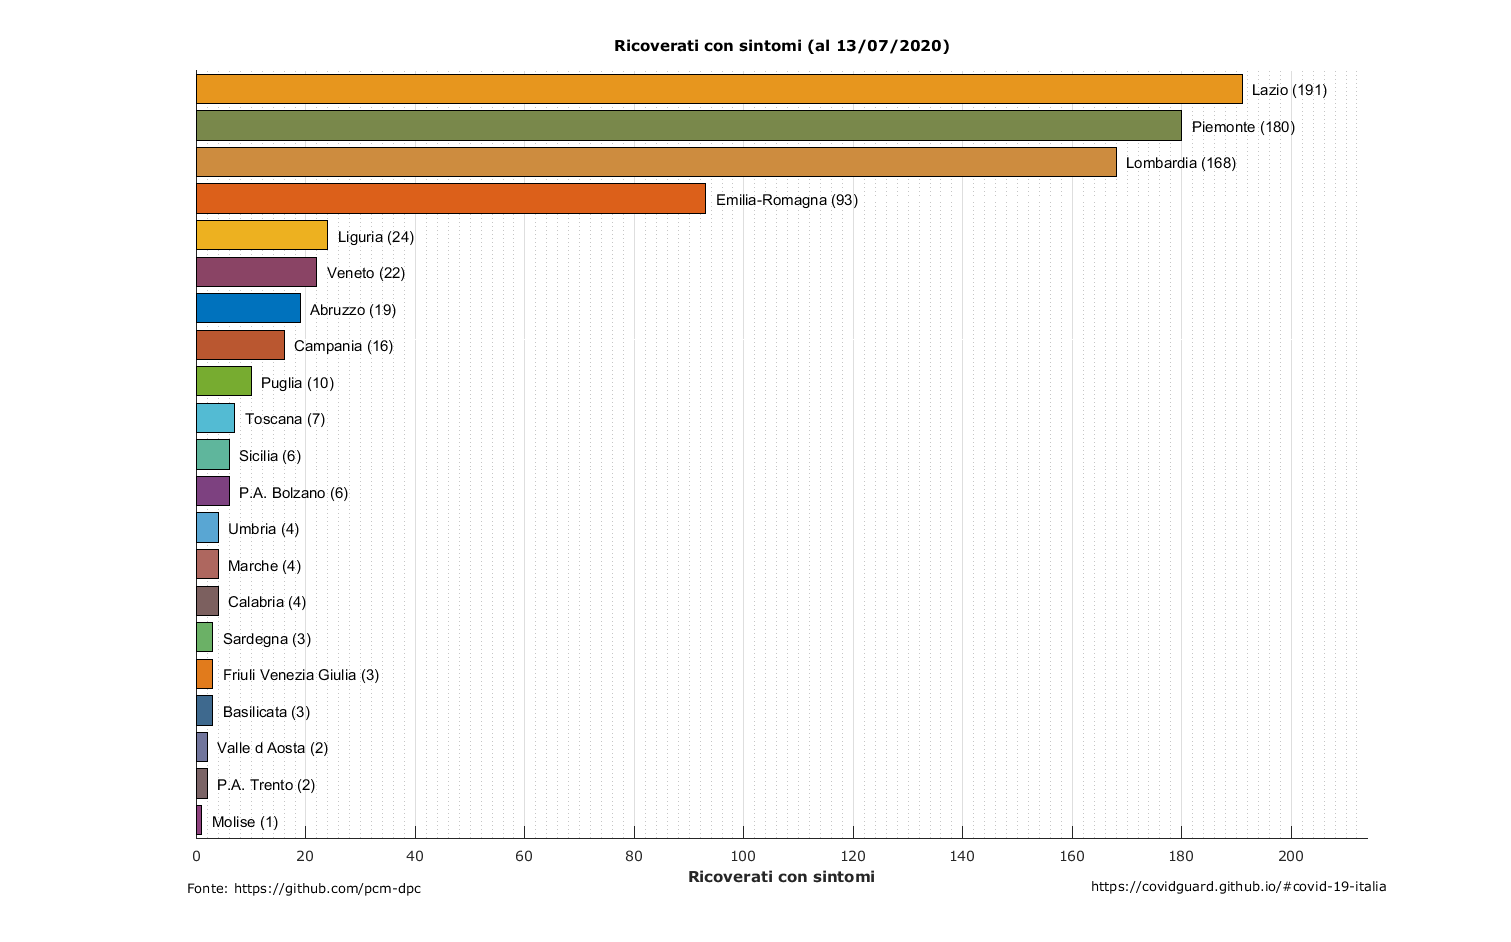 Ricoverati con sintomi (al 13/07/2020)
Lazio (191)
Piemonte (180)
Lombardia (168)
Emilia-Romagna (93)
Liguria (24)
Veneto (22)
Abruzzo (19)
Campania (16)
Puglia (10)
Toscana (7)
Sicilia (6)
P.A. Bolzano (6)
Umbria (4)
Marche (4)
Calabria (4)
Sardegna (3)
Friuli Venezia Giulia (3)
Basilicata (3)
Valle d Aosta (2)
P.A. Trento (2)
Molise (1)
0 20 40 60 80 100 120 140 160 180 200
Ricoverati con sintomi
Fonte: https://github.com/pcm-dpc
https://covidguard.github.io/#covid-19-italia